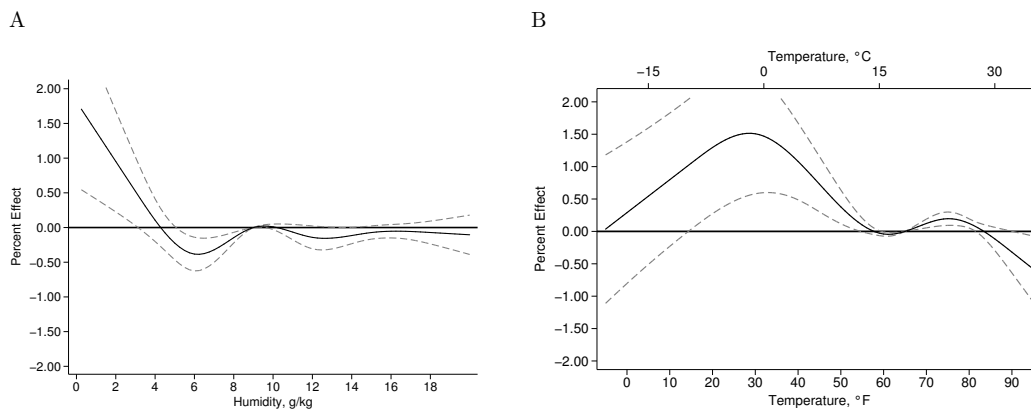 A
Percent Effect
2.00
1.50
1.00
0.50
0.00
−0.50
−1.00
−1.50
−2.00
0 2 4 6 8 10 12 14 16 18
Humidity, g/kg
B
Temperature, °C
−15 0 15 30
Percent Effect
2.00
1.50
1.00
0.50
0.00
−0.50
−1.00
−1.50
−2.00
0 10 20 30 40 50 60 70 80 90
Temperature, °F